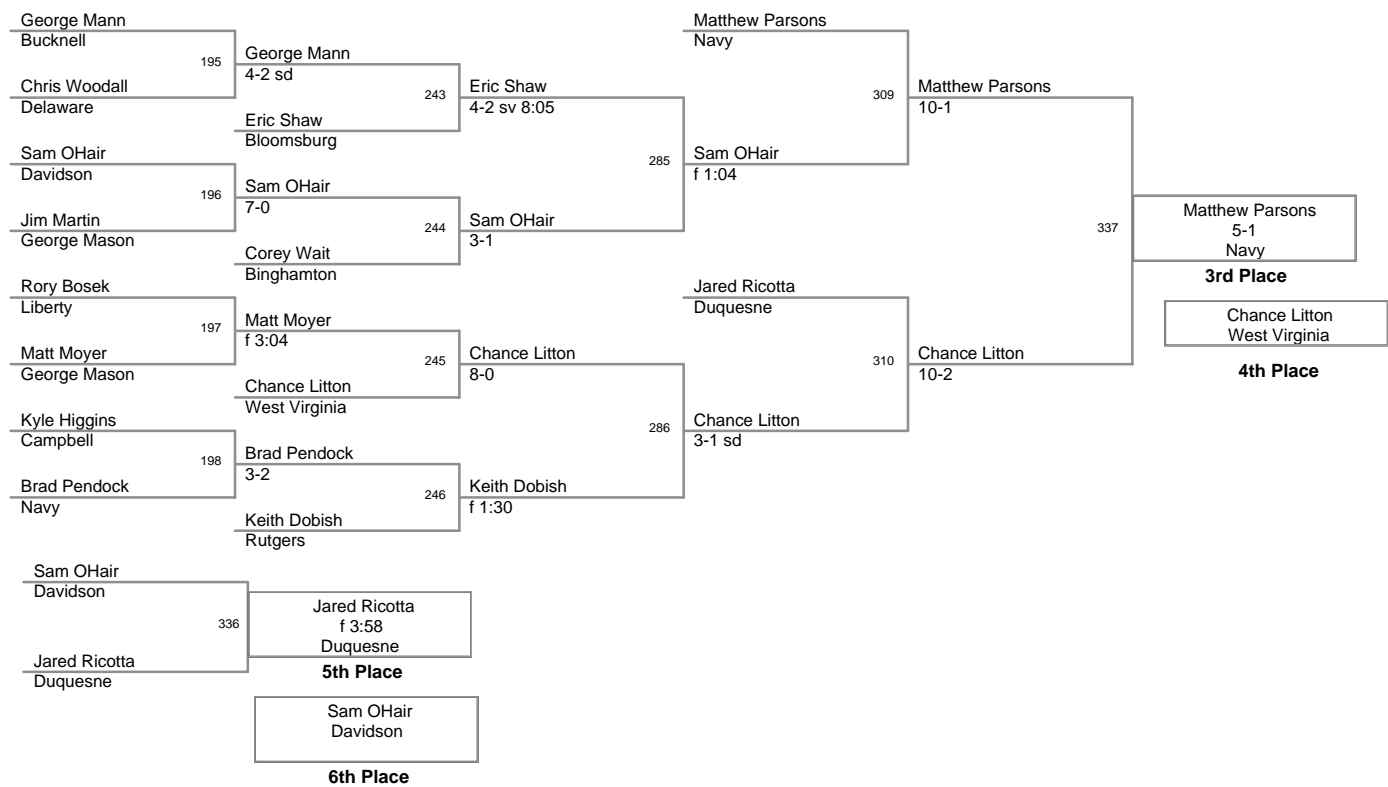 George Mann
Bucknell
195
Chris Woodall
Delaware
Sam OHair
Davidson
196
Jim Martin
George Mason
Rory Bosek
Liberty
197
Matt Moyer
George Mason
Kyle Higgins
Campbell
198
Brad Pendock
Navy
George Mann
4-2 sd
243
Eric Shaw
Bloomsburg
Sam OHair
7-0
244
Corey Wait
Binghamton
Matt Moyer
f 3:04
245
Chance Litton
West Virginia
Brad Pendock
3-2
246
Keith Dobish
Rutgers
Eric Shaw
4-2 sv 8:05
285
Sam OHair
3-1
Chance Litton
8-0
286
Keith Dobish
f 1:30
Matthew Parsons
Navy
309
Sam OHair
f 1:04
Jared Ricotta
Duquesne
310
Chance Litton
3-1 sd
Matthew Parsons
10-1
337
Chance Litton
10-2
Matthew Parsons
5-1
Navy
3rd Place
Chance Litton
West Virginia
4th Place
Sam OHair
Davidson
336
Jared Ricotta
Duquesne
Jared Ricotta
f 3:58
Duquesne
5th Place
Sam OHair
Davidson
6th Place